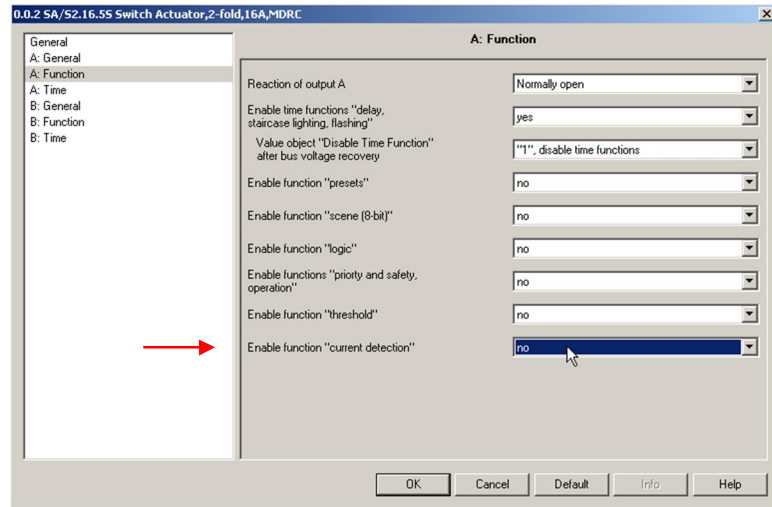 0.0.2 SA/S2.16.5S Switch Actuator,2-fold,16A,MDRC
General
A: General
A: Function
A: Time
B: General
B: Function
B: Time
A: Function
Reaction of output A
Normally open
Enable time functions "delay,
staircase lighting, flashing"
yes
Value object "Disable Time Function"
after bus voltage recovery
"1", disable time functions
Enable function "presets"
no
Enable function "scene (8-bit)"
no
Enable function "logic"
no
Enable functions "priorty and safety,
operation"
no
Enable function "threshold"
no
Enable function "current detection"
no
OK
Cancel
Default
Info
Help